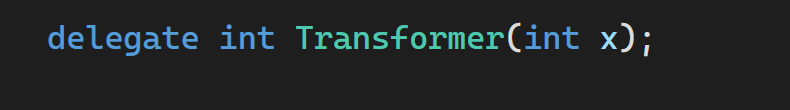 delegate int Transformer(int x);